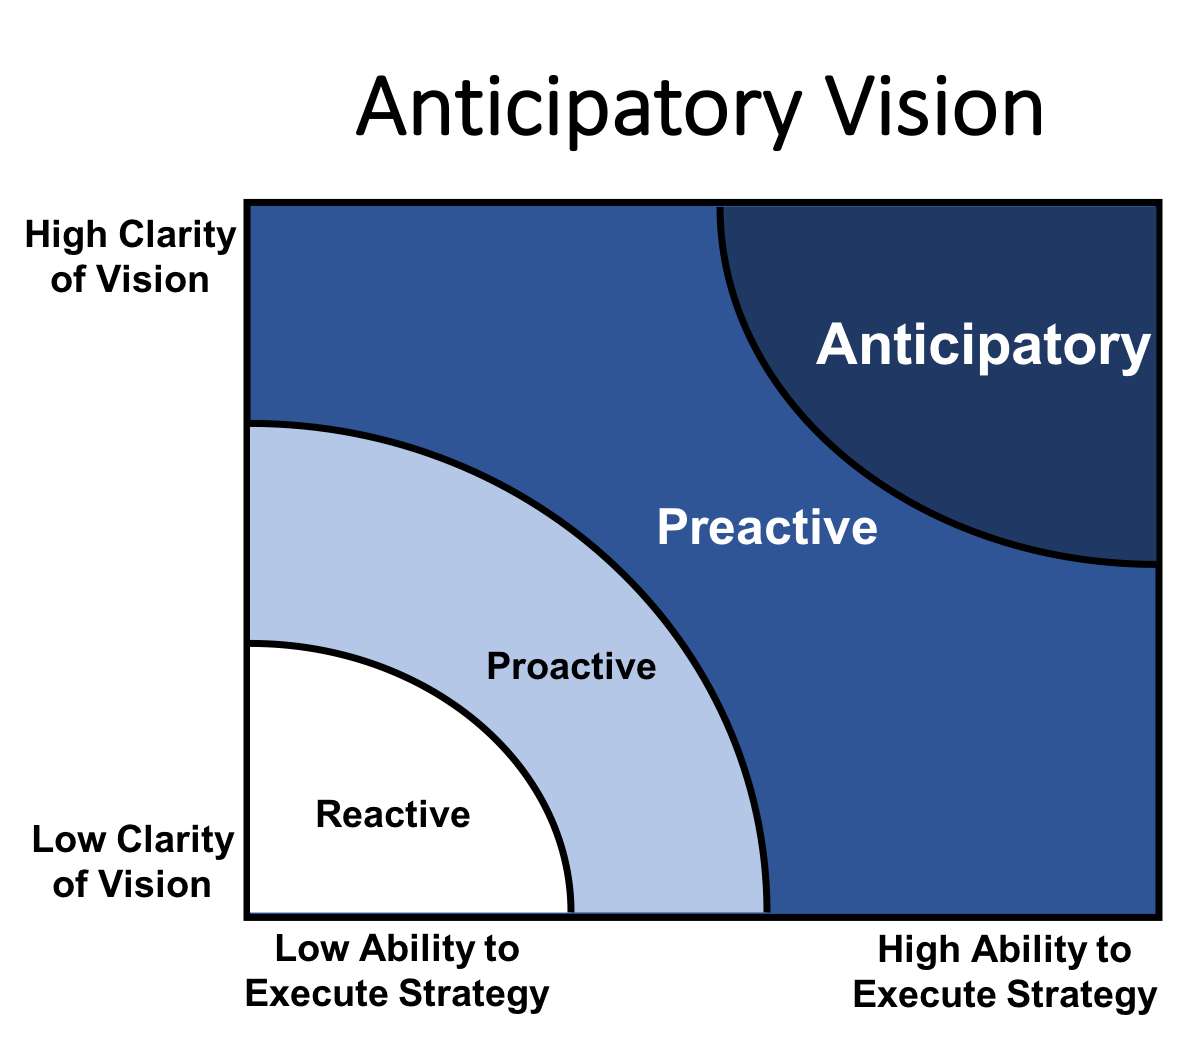 Anticipatory Vision
High Clarity
of Vision
Anticipatory
Preactive
Proactive
Reactive
Low Clarity
of Vision
Low Ability to
Execute Strategy
High Ability to
Execute Strategy